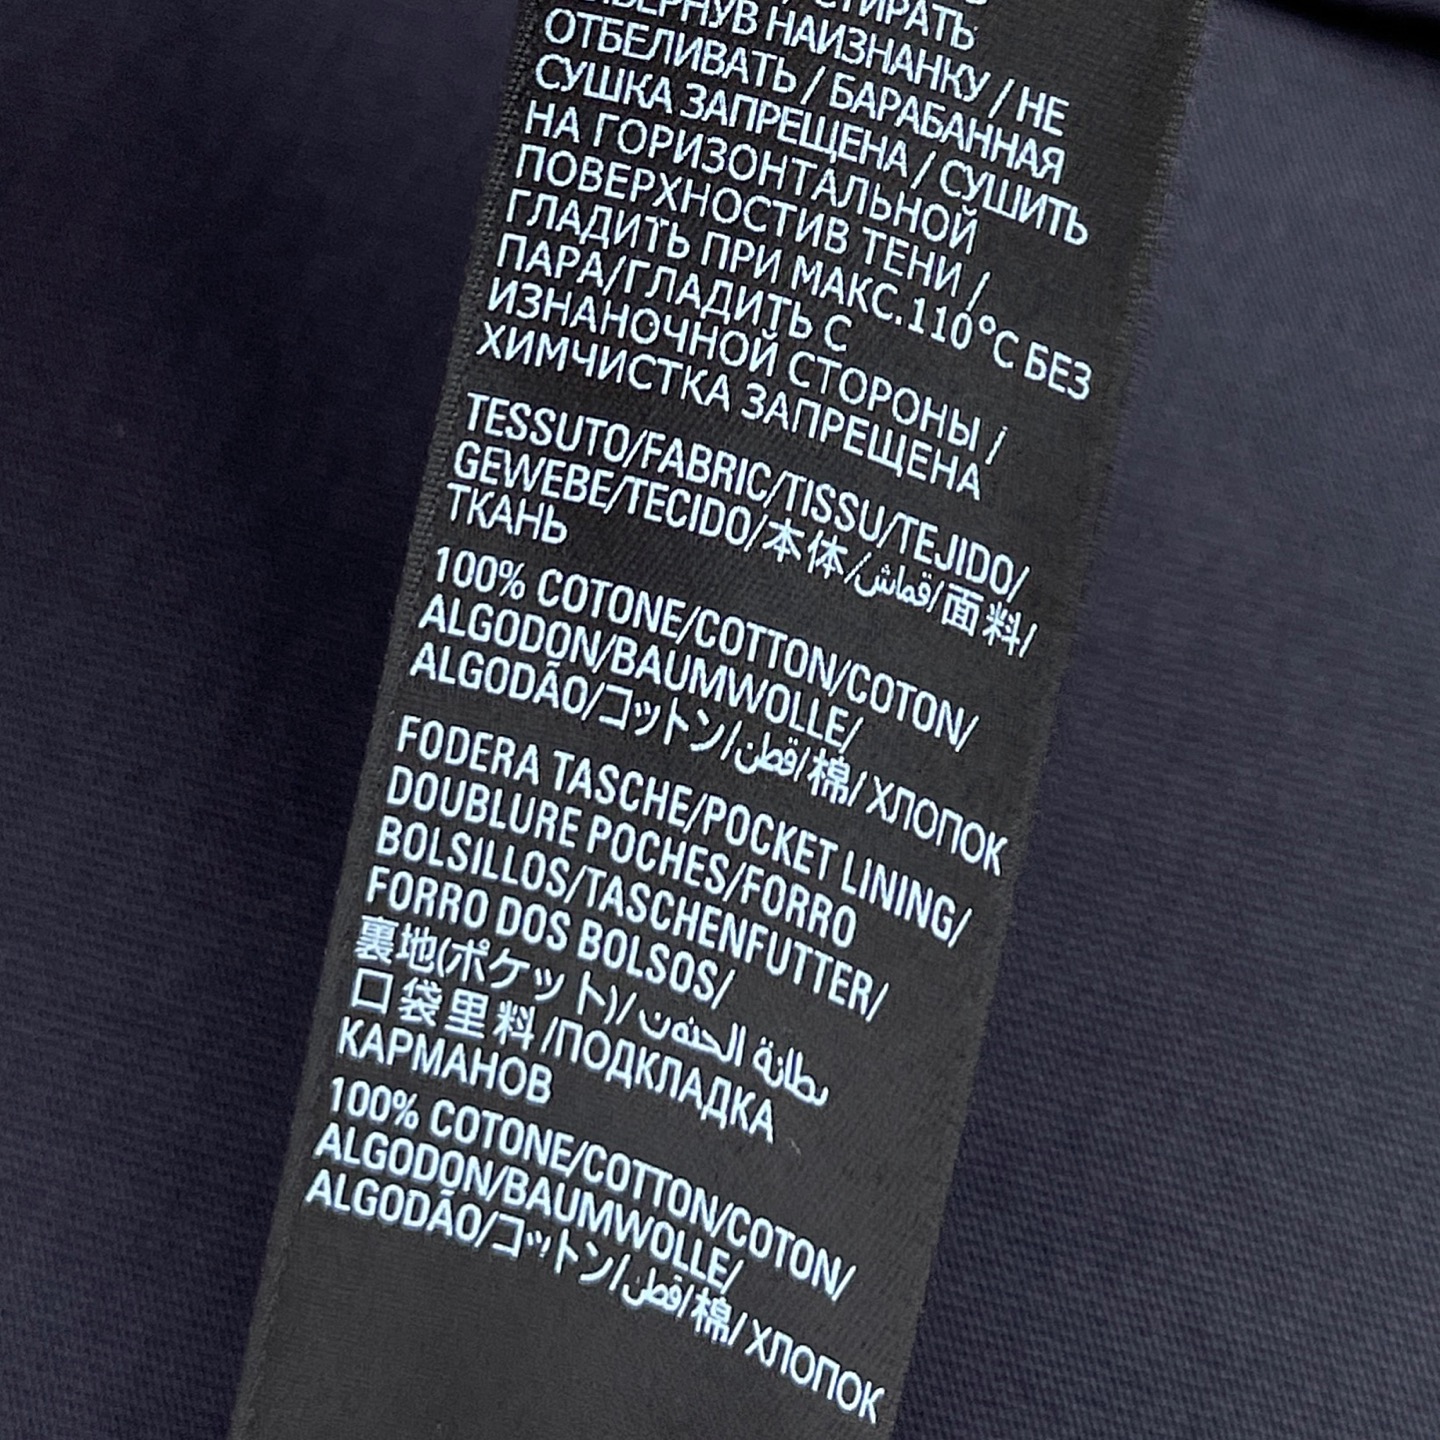 СТИРАТЬ
НАИЗНАНКУ / НЕ
ОТБЕЛИВАТЬ / БАРАБАННАЯ
СУШКА ЗАПРЕЩЕНА / СУШИТЬ
НА ГОРИЗОНТАЛЬНОЙ
ПОВЕРХНОСТИВ ТЕНИ /
ГЛАДИТЬ ПРИ МАКС.110°C БЕЗ
ПАРА/ГЛАДИТЬ С
ИЗНАНОЧНОЙ СТОРОНЫ /
ХИМЧИСТКА ЗАПРЕЩЕНА
TESSUTO/FABRIC/TISSU/TEJIDO/
GEWEBE/TECIDO/本体/قماش/面料/
ТКАНЬ
100% COTONE/COTTON/COTON/
ALGODON/BAUMWOLLE/
ALGODÃO/コットン/قطن/棉/ХЛОПОК
FODERA TASCHE/POCKET LINING/
DOUBLURE POCHES/FORRO
BOLSILLOS/TASCHENFUTTER/
FORRO DOS BOLSOS/
裏地(ポケット)/بطانة الحنوت
口袋里料/ПОДКЛАДКА
КАРМАНОВ
100% COTONE/COTTON/COTON/
ALGODON/BAUMWOLLE/
ALGODÃO/コットン/قطن/棉/ХЛОПОК